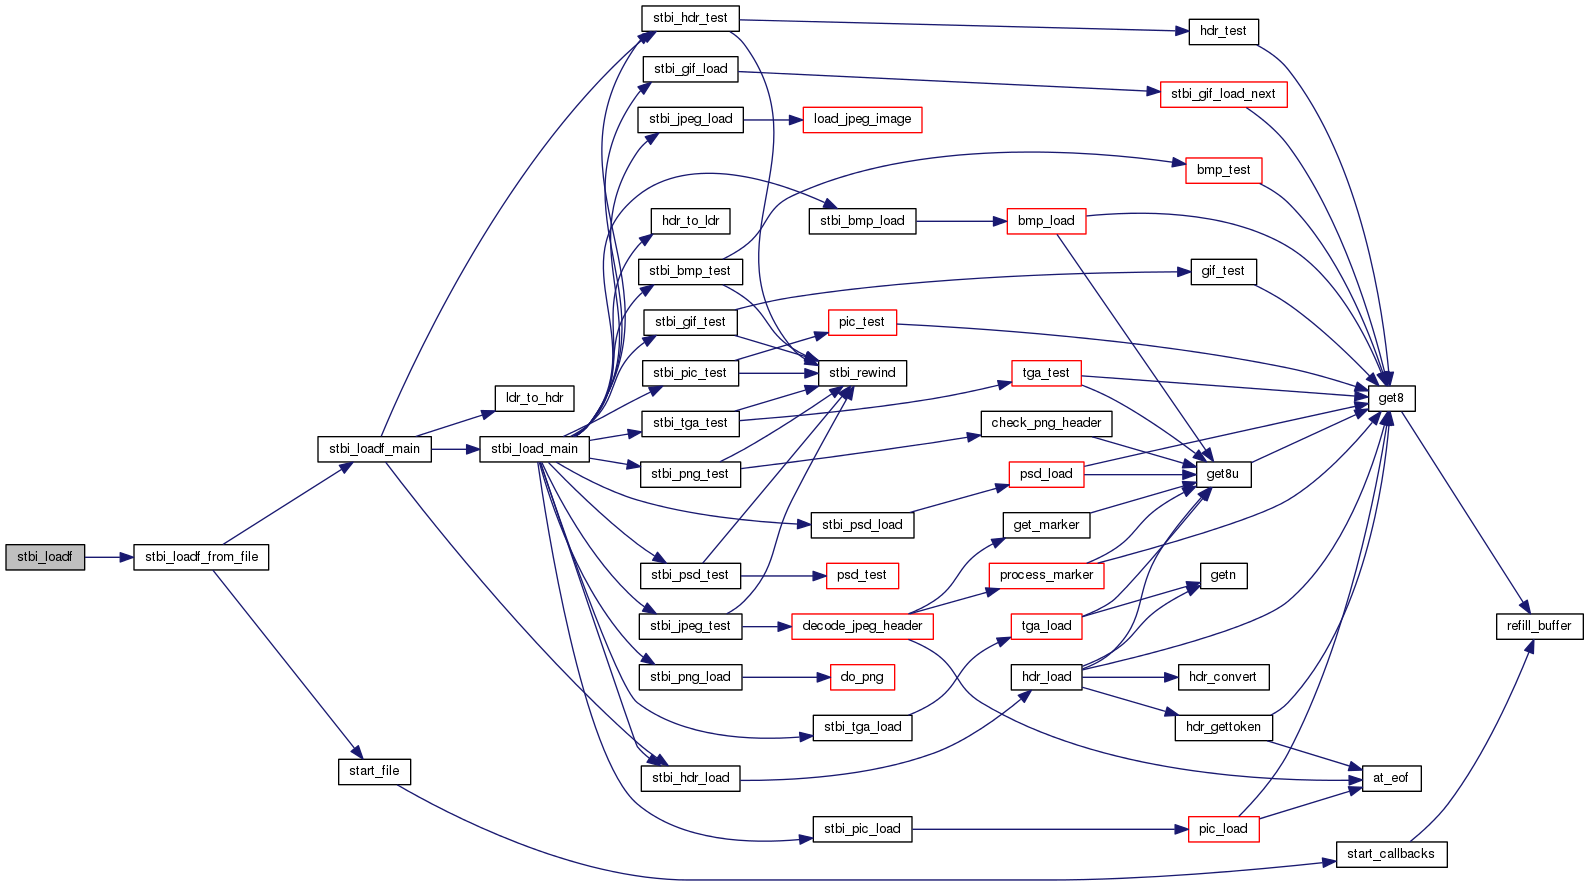 stbi_hdr_test
hdr_test
stbi_gif_load
stbi_gif_load_next
stbi_jpeg_load
load_jpeg_image
bmp_test
hdr_to_ldr
stbi_bmp_load
bmp_load
stbi_bmp_test
gif_test
stbi_gif_test
pic_test
stbi_pic_test
stbi_rewind
tga_test
ldr_to_hdr
get8
stbi_tga_test
check_png_header
stbi_loadf_main
stbi_load_main
stbi_png_test
psd_load
get8u
stbi_psd_load
get_marker
stbi_loadf
stbi_loadf_from_file
stbi_psd_test
psd_test
process_marker
getn
stbi_jpeg_test
decode_jpeg_header
tga_load
refill_buffer
stbi_png_load
do_png
hdr_load
hdr_convert
stbi_tga_load
hdr_gettoken
start_file
stbi_hdr_load
at_eof
stbi_pic_load
pic_load
start_callbacks